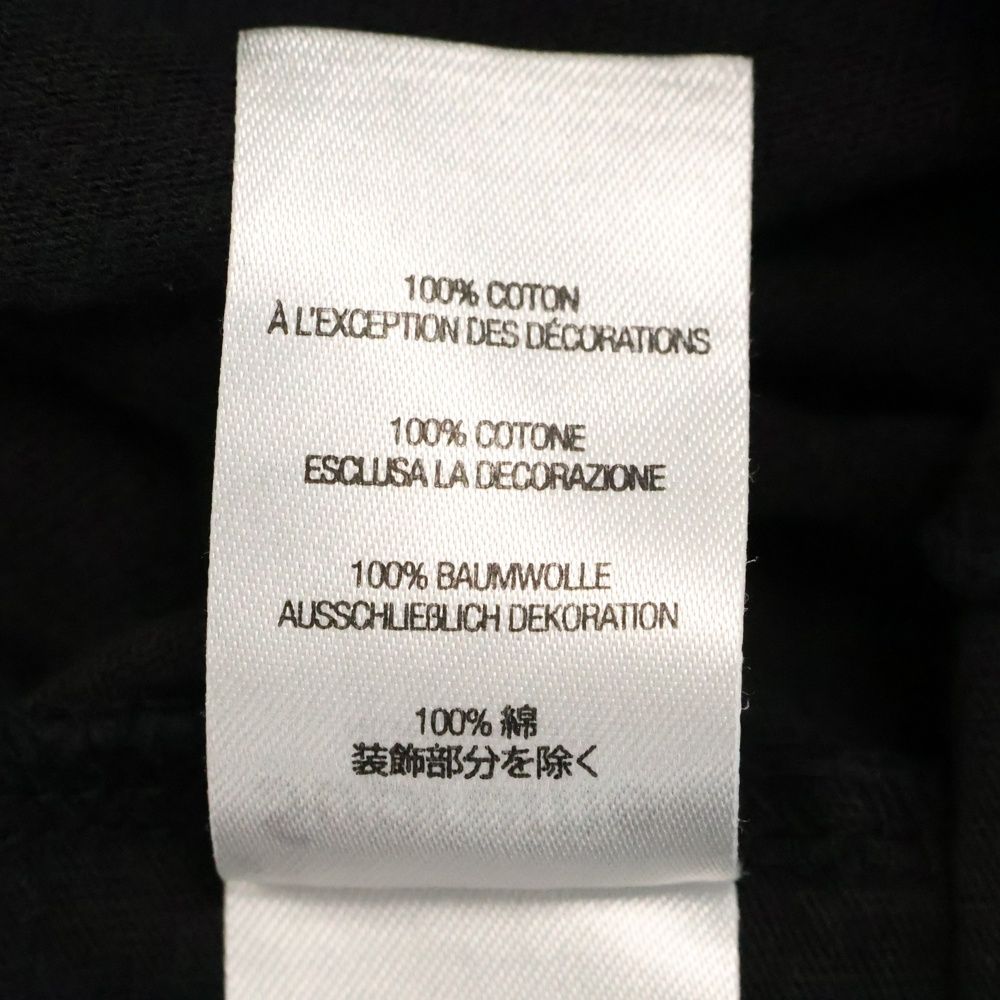 100% COTON
À L'EXCEPTION DES DÉCORATIONS
100% COTONE
ESCLUSA LA DECORAZIONE
100% BAUMWOLLE
AUSSCHLIEßLICH DEKORATION
100% 綿
装飾部分を除く